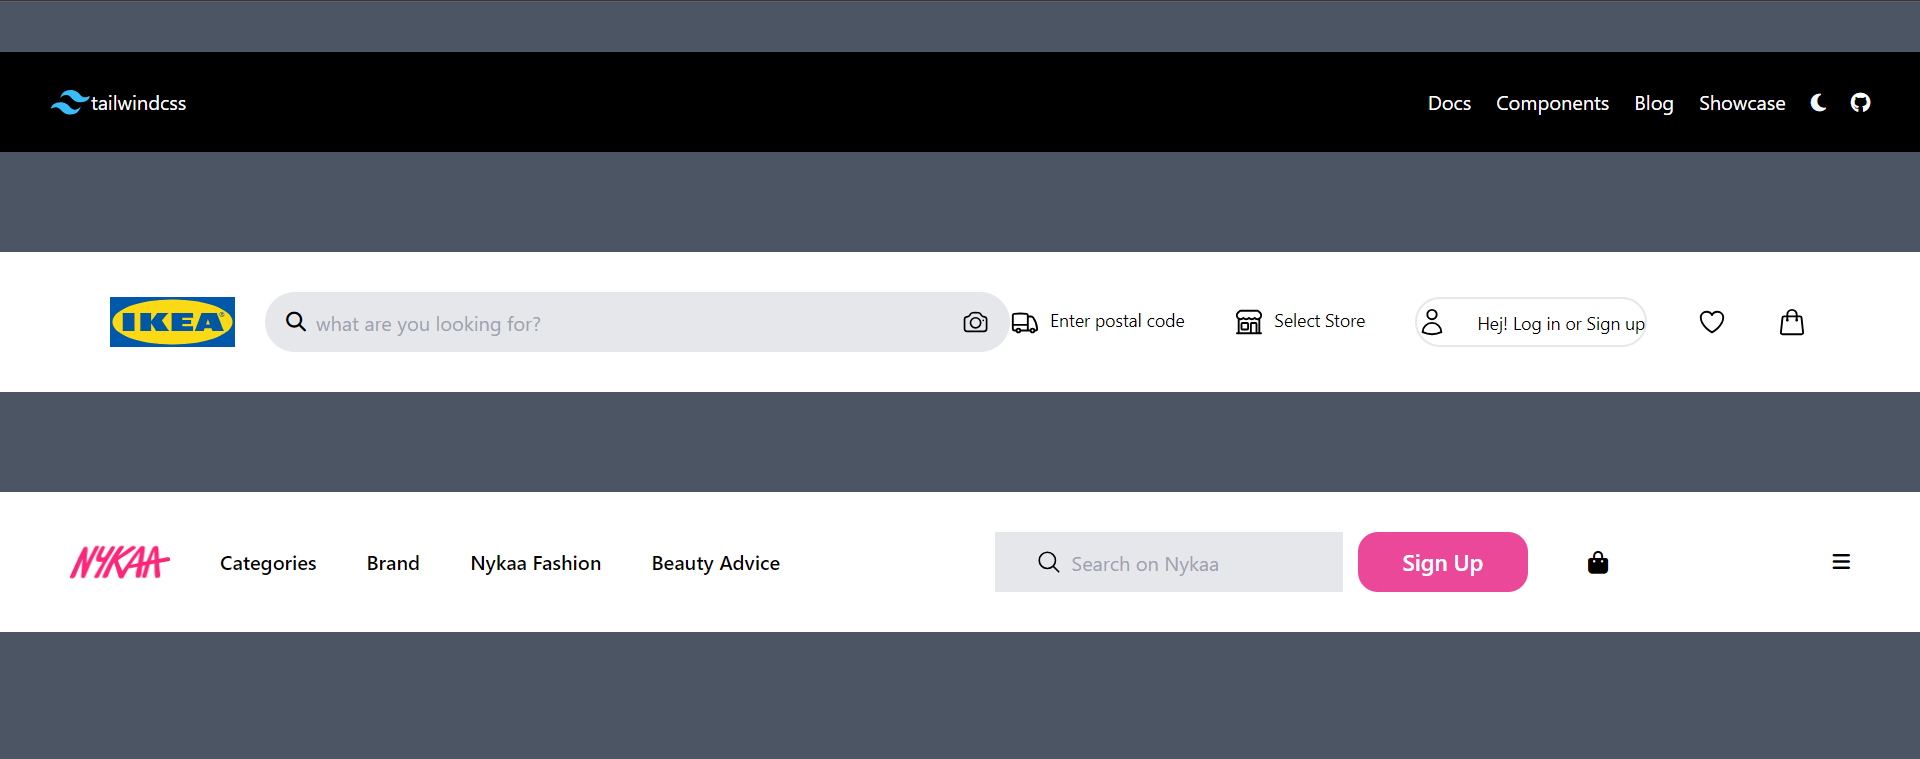 tailwindcss Docs Components Blog Showcase
IKEA what are you looking for? Enter postal code Select Store Hej! Log in or Sign up
NYKAA Categories Brand Nykaa Fashion Beauty Advice Search on Nykaa Sign Up